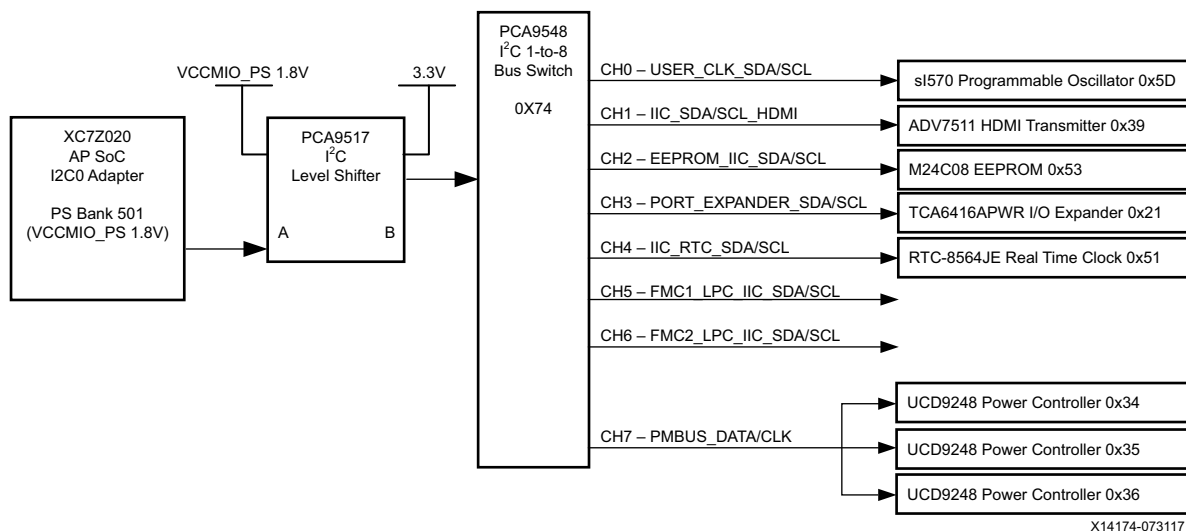 XC7Z020
AP SoC
I2C0 Adapter
PS Bank 501
(VCCMIO_PS 1.8V)
VCCMIO_PS 1.8V
3.3V
PCA9517
I²C
Level Shifter
A
B
PCA9548
I²C 1-to-8
Bus Switch
0X74
CH0 – USER_CLK_SDA/SCL
sI570 Programmable Oscillator 0x5D
CH1 – IIC_SDA/SCL_HDMI
ADV7511 HDMI Transmitter 0x39
CH2 – EEPROM_IIC_SDA/SCL
M24C08 EEPROM 0x53
CH3 – PORT_EXPANDER_SDA/SCL
TCA6416APWR I/O Expander 0x21
CH4 – IIC_RTC_SDA/SCL
RTC-8564JE Real Time Clock 0x51
CH5 – FMC1_LPC_IIC_SDA/SCL
CH6 – FMC2_LPC_IIC_SDA/SCL
CH7 – PMBUS_DATA/CLK
UCD9248 Power Controller 0x34
UCD9248 Power Controller 0x35
UCD9248 Power Controller 0x36
X14174-073117